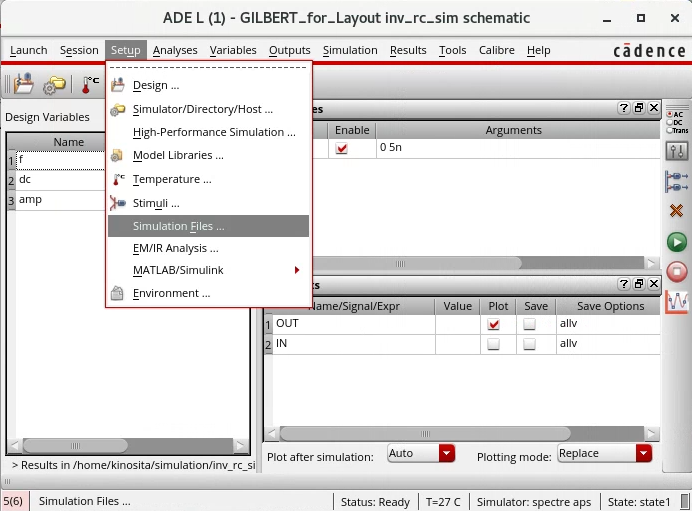 ADE L (1) - GILBERT_for_Layout inv_rc_sim schematic
Launch Session Setup Analyses Variables Outputs Simulation Results Tools Calibre Help cādence
Design ...
Simulator/Directory/Host ...
High-Performance Simulation ...
Model Libraries ...
Temperature ...
Stimuli ...
Simulation Files ...
EM/IR Analysis ...
MATLAB/Simulink
Environment ...
°C
Design Variables
Name
1 f
2 dc
3 amp
> Results in /home/kinosita/simulation/inv_rc_si
es
Enable Arguments
0 5n
ts
Name/Signal/Expr Value Plot Save Save Options
1 OUT allv
2 IN allv
Plot after simulation: Auto Plotting mode: Replace
AC
DC
Trans
5(6) Simulation Files ... Status: Ready T=27 C Simulator: spectre aps State: state1